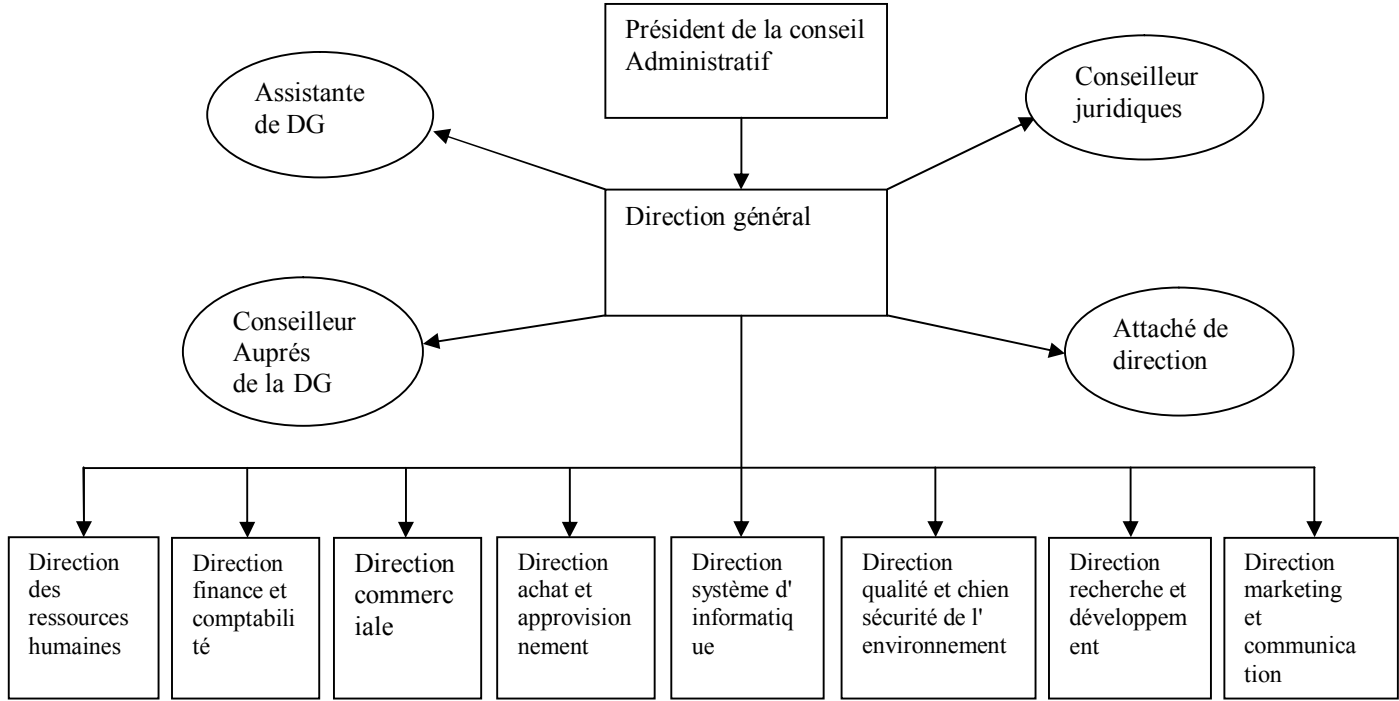 Président de la conseil
Administratif
Assistante
de DG
Conseilleur
juridiques
Direction général
Conseilleur
Auprés
de la DG
Attaché de
direction
Direction
des
ressources
humaines
Direction
finance et
comptabili
té
Direction
commerc
iale
Direction
achat et
approvision
nement
Direction
système d'
informatiq
ue
Direction
qualité et chien
sécurité de l'
environnement
Direction
recherche et
développem
ent
Direction
marketing
et
communica
tion